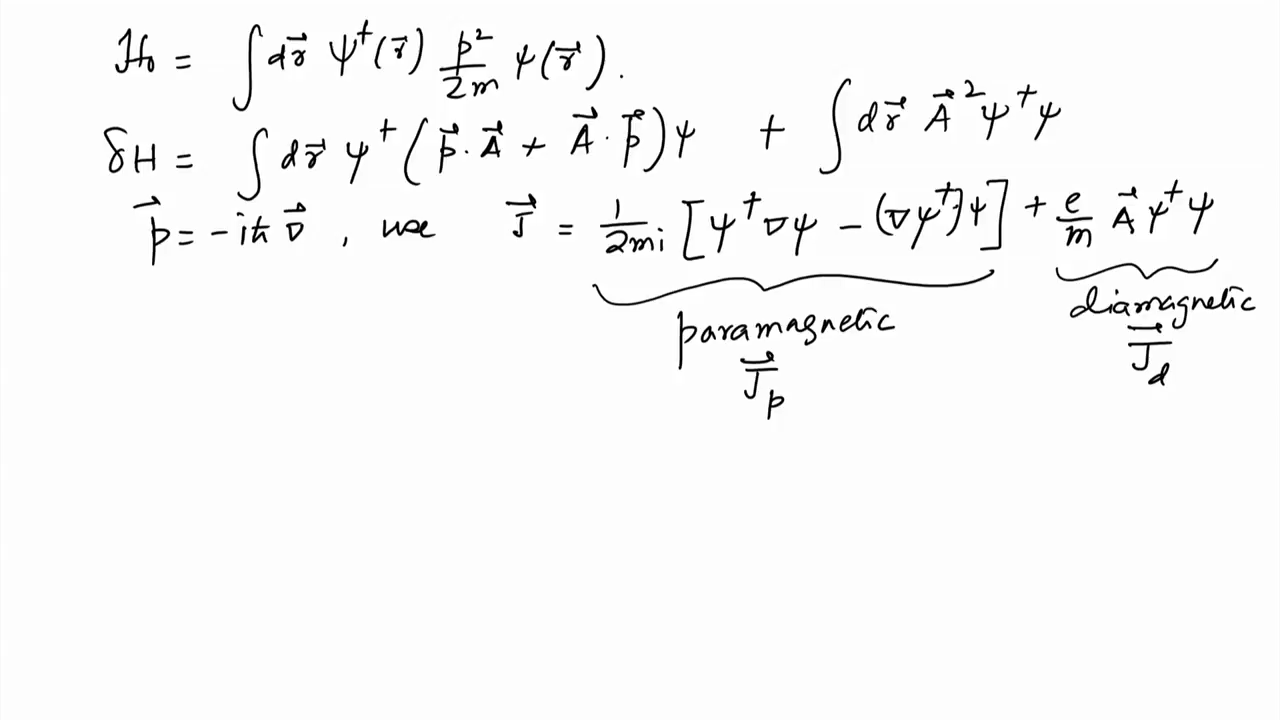 ℋ₀ = ∫ d𝑟⃗ ψ†(r⃗) p²/2m ψ(r⃗).
δH = ∫ dr⃗ ψ†(p⃗·A⃗ + A⃗·p⃗)ψ + ∫ dr⃗ A⃗² ψ†ψ
p⃗ = -iħ ∇⃗, use J⃗ = 1/2mi [ψ†∇ψ − (∇ψ†)ψ] + e/m A⃗ ψ†ψ
paramagnetic diamagnetic
J⃗p J⃗d